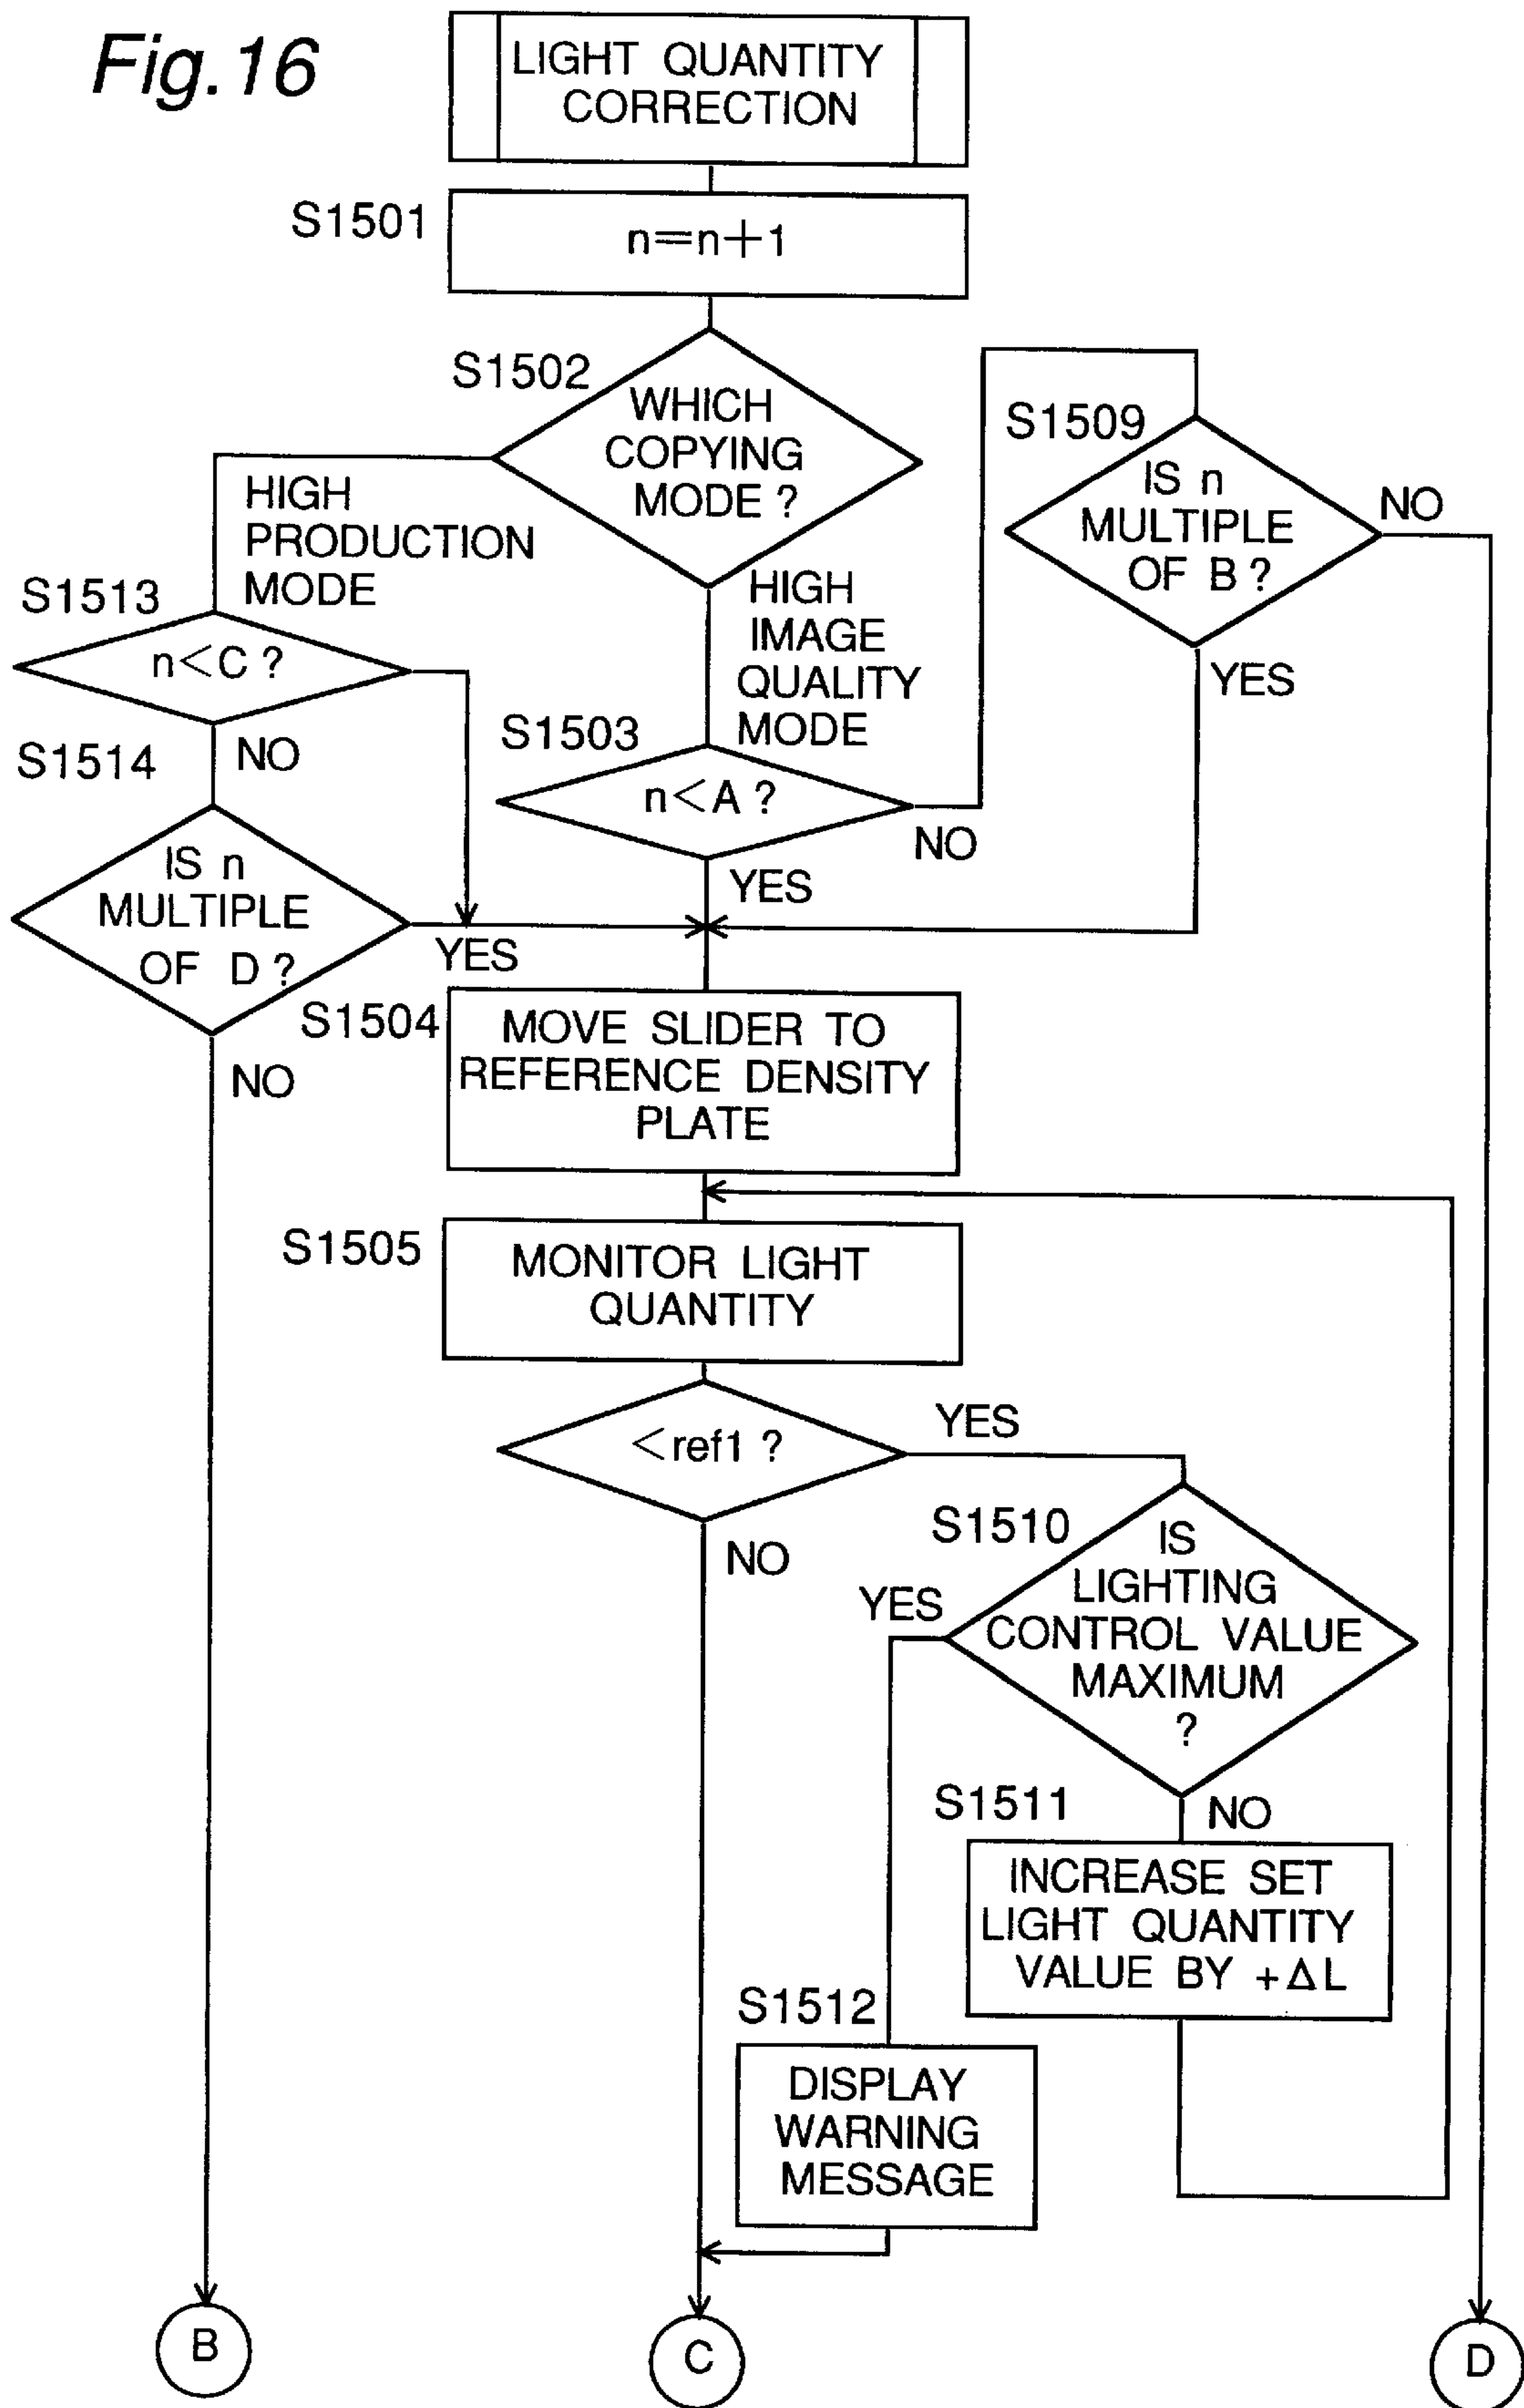 Fig.16
LIGHT QUANTITY
CORRECTION
S1501
n=n+1
S1502
WHICH
COPYING
MODE ?
HIGH
PRODUCTION
MODE
HIGH
IMAGE
QUALITY
MODE
S1509
IS n
MULTIPLE
OF B ?
NO
YES
S1513
n<C ?
NO
S1503
n<A ?
NO
YES
S1514
IS n
MULTIPLE
OF D ?
YES
NO
S1504
MOVE SLIDER TO
REFERENCE DENSITY
PLATE
S1505
MONITOR LIGHT
QUANTITY
<ref1 ?
YES
NO
S1510
IS
LIGHTING
CONTROL VALUE
MAXIMUM
?
YES
NO
S1511
INCREASE SET
LIGHT QUANTITY
VALUE BY +ΔL
S1512
DISPLAY
WARNING
MESSAGE
B
C
D